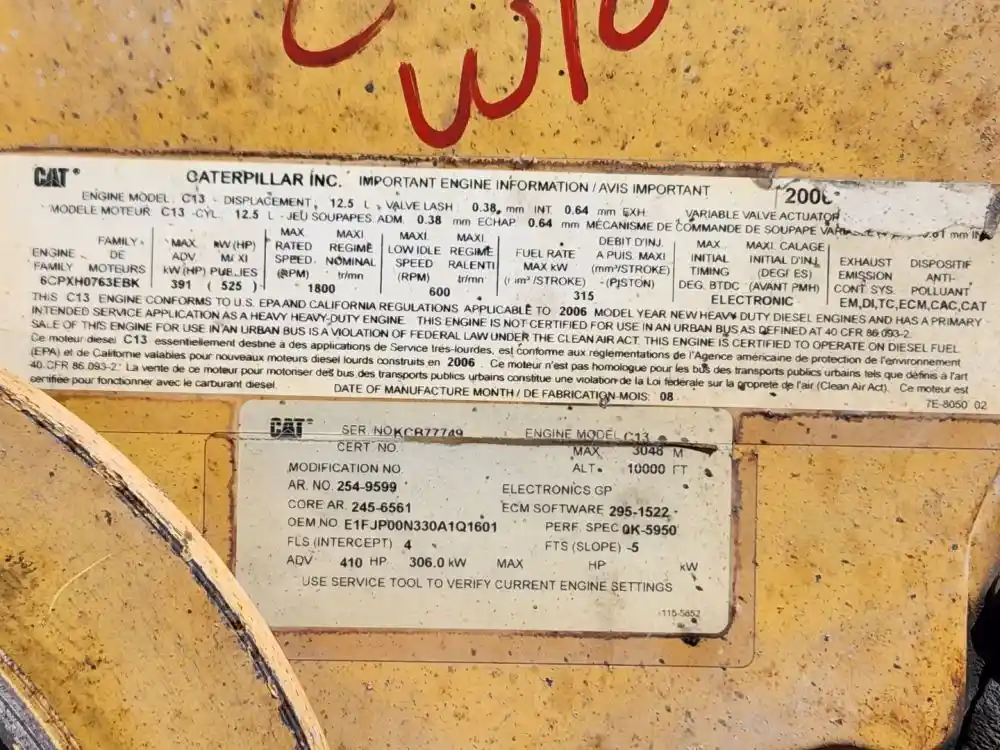 W
CAT
CATERPILLAR INC. IMPORTANT ENGINE INFORMATION / AVIS IMPORTANT 2006
ENGINE MODEL C13 - DISPLACEMENT 12.5 L VALVE LASH 0.38 mm INT. 0.64 mm EXH VARIABLE VALVE ACTUATOR
MODELE MOTEUR C13 -CYL. 12.5 L - JEU SOUPAPES ADM 0.38 mm ECHAP 0.64 mm MÉCANISME DE COMMANDE DE SOUPAPE
ENGINE FAMILY
FAMILY DE MOTEURS
6CPXH0763EBK
MAX kW (HP)
ADV MAXI
kW (HP) PUBLIES
391 ( 525 )
MAX MAXI
RATED REGIME
SPEED NOMINAL
(RPM) tr/min
1800
MAXI MAXI
LOW IDLE REGIME
SPEED RALENTI
(RPM) tr/min
600
FUEL RATE DEBIT D'INJ.
MAX kW A PUIS. MAXI
(mm³/STROKE) (mm³/STROKE)
-(PISTON)
315
MAX MAXI. CALAGE
INITIAL INITIAL D'INJ
TIMING (DEGRES)
DEG. BTDC (AVANT PMH)
ELECTRONIC
EXHAUST DISPOSITIF
EMISSION ANTI-
CONT SYS. POLLUANT
EM,DI,TC,ECM,CAC,CAT
THIS C13 ENGINE CONFORMS TO U.S. EPA AND CALIFORNIA REGULATIONS APPLICABLE TO 2006 MODEL YEAR NEW HEAVY DUTY DIESEL ENGINES AND HAS A PRIMARY
INTENDED SERVICE APPLICATION AS A HEAVY HEAVY-DUTY ENGINE. THIS ENGINE IS NOT CERTIFIED FOR USE IN AN URBAN BUS AS DEFINED AT 40 CFR 86.093-2.
SALE OF THIS ENGINE FOR USE IN AN URBAN BUS IS A VIOLATION OF FEDERAL LAW UNDER THE CLEAN AIR ACT. THIS ENGINE IS CERTIFIED TO OPERATE ON DIESEL FUEL
Ce moteur diesel C13 essentiellement destiné a des applications de Service tres-lourdes, est conforme aux réglementations de l'Agence américaine de protection de l'environnement
(EPA) et de Californie valables pour nouveaux moteurs diesel lourds construits en 2006 . Ce moteur n'est pas homologué pour les bus des transports publics urbains tels que définis à l'art
40 CFR 86.093-2. La vente de ce moteur pour motoriser des bus des transports publics urbains constitue une violation de la Loi fédérale sur la propreté de l'air (Clean Air Act). Ce moteur est
certifié pour fonctionner avec le carburant diesel.
DATE OF MANUFACTURE MONTH / DE FABRICATION-MOIS: 08
7E-8050 02
CAT SER. NO KCB77749 ENGINE MODEL C13
CERT NO. MAX 3048 M
MODIFICATION NO. ALT. 10000 FT
AR. NO. 254-9599 ELECTRONICS GP
CORE AR. 245-6561 ECM SOFTWARE 295-1522
OEM NO E1FJP00N330A1Q1601 PERF. SPEC 0K-5950
FLS (INTERCEPT) 4 FTS (SLOPE) -5
ADV 410 HP 306.0 kW MAX HP kW
USE SERVICE TOOL TO VERIFY CURRENT ENGINE SETTINGS
115-5852